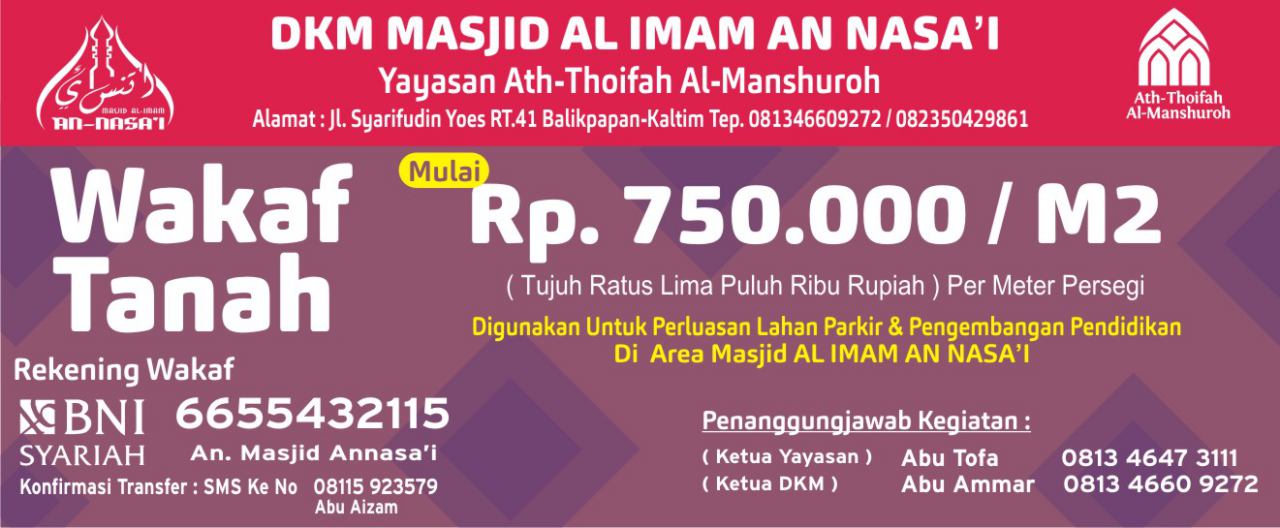 DKM MASJID AL IMAM AN NASA'I
Yayasan Ath-Thoifah Al-Manshuroh
Alamat : Jl. Syarifudin Yoes RT.41 Balikpapan-Kaltim Tep. 081346609272 / 082350429861
MASJID AL-IMAM
AN-NASA'I
Ath-Thoifah
Al-Manshuroh
Wakaf
Tanah
Mulai
Rp. 750.000 / M2
( Tujuh Ratus Lima Puluh Ribu Rupiah ) Per Meter Persegi
Digunakan Untuk Perluasan Lahan Parkir & Pengembangan Pendidikan
Di Area Masjid AL IMAM AN NASA'I
Rekening Wakaf
BNI 6655432115
SYARIAH An. Masjid Annasa'i
Konfirmasi Transfer : SMS Ke No 08115 923579
Abu Aizam
Penanggungjawab Kegiatan :
( Ketua Yayasan ) Abu Tofa 0813 4647 3111
( Ketua DKM ) Abu Ammar 0813 4660 9272